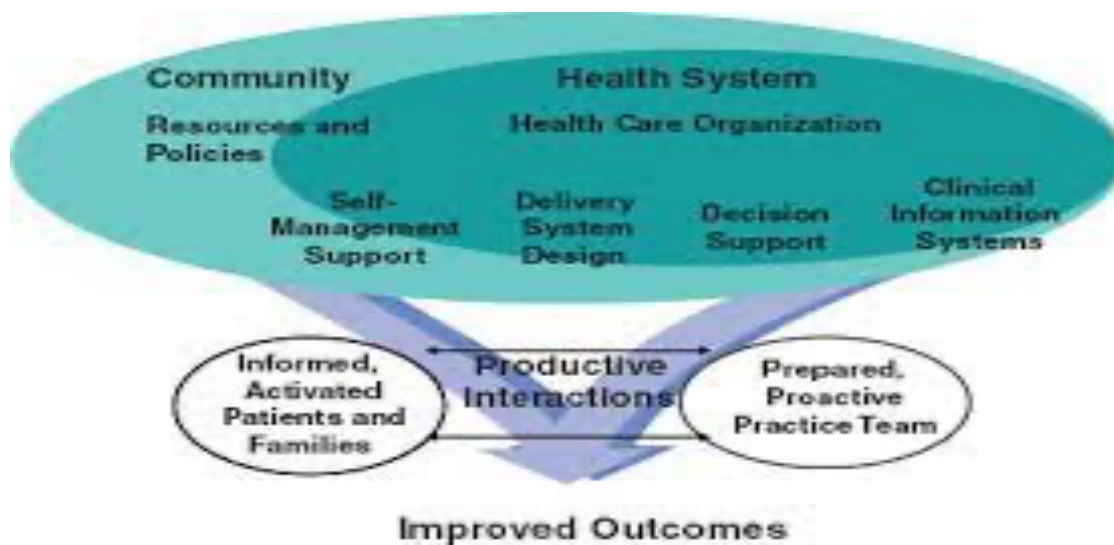 Community
Resources and
Policies
Health System
Health Care Organization
Self-
Management
Support
Delivery
System
Design
Decision
Support
Clinical
Information
Systems
Informed,
Activated
Patients and
Families
Productive
Interactions
Prepared,
Proactive
Practice Team
Improved Outcomes